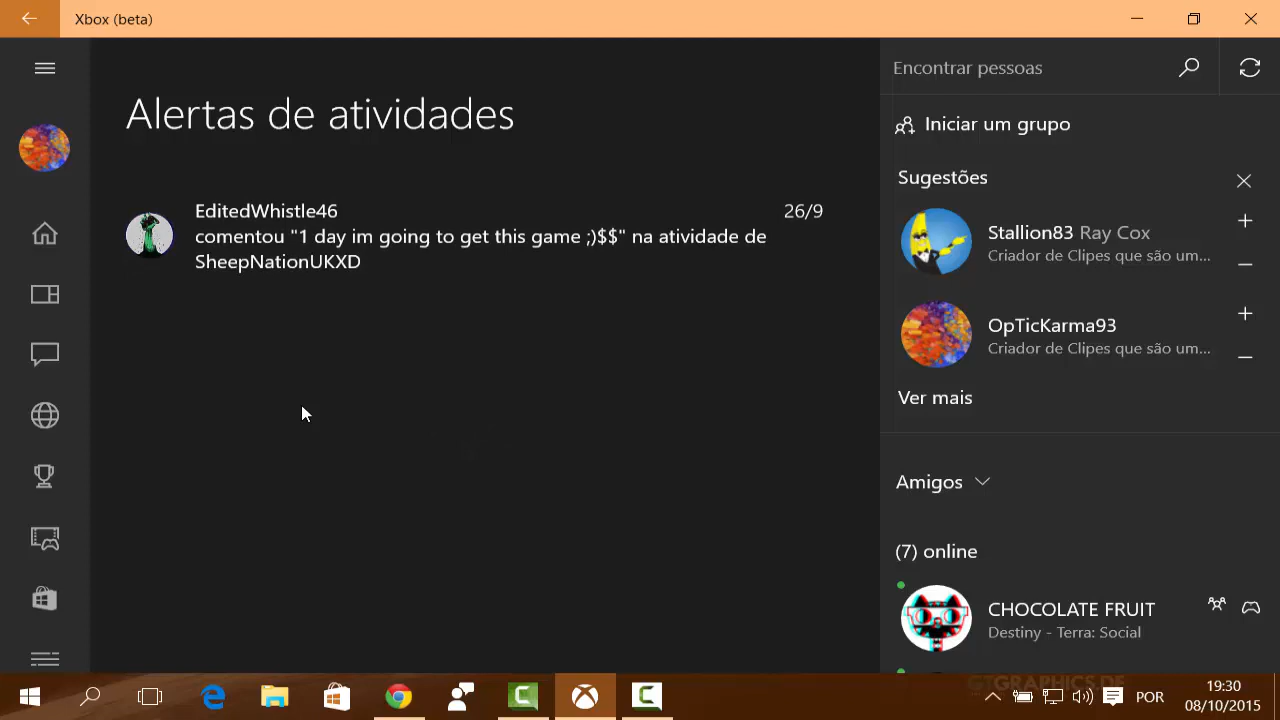 Xbox (beta)
Alertas de atividades
EditedWhistle46
26/9
comentou "1 day im going to get this game ;)$$" na atividade de
SheepNationUKXD
Encontrar pessoas
Iniciar um grupo
Sugestões
Stallion83 Ray Cox
Criador de Clipes que são um...
OpTicKarma93
Criador de Clipes que são um...
Ver mais
Amigos
(7) online
CHOCOLATE FRUIT
Destiny - Terra: Social
POR
19:30
08/10/2015